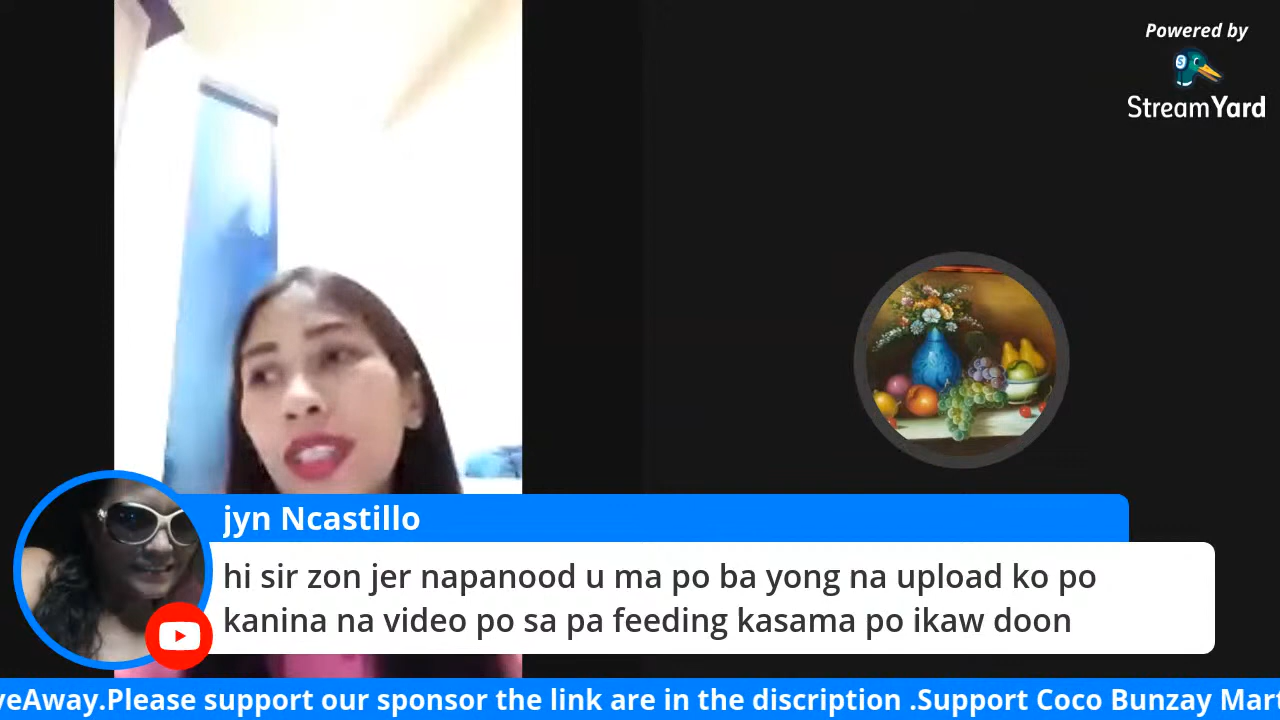 Powered by
StreamYard
jyn Ncastillo
hi sir zon jer napanood u ma po ba yong na upload ko po
kanina na video po sa pa feeding kasama po ikaw doon
yeAway.Please support our sponsor the link are in the discription .Support Coco Bunzay Mar